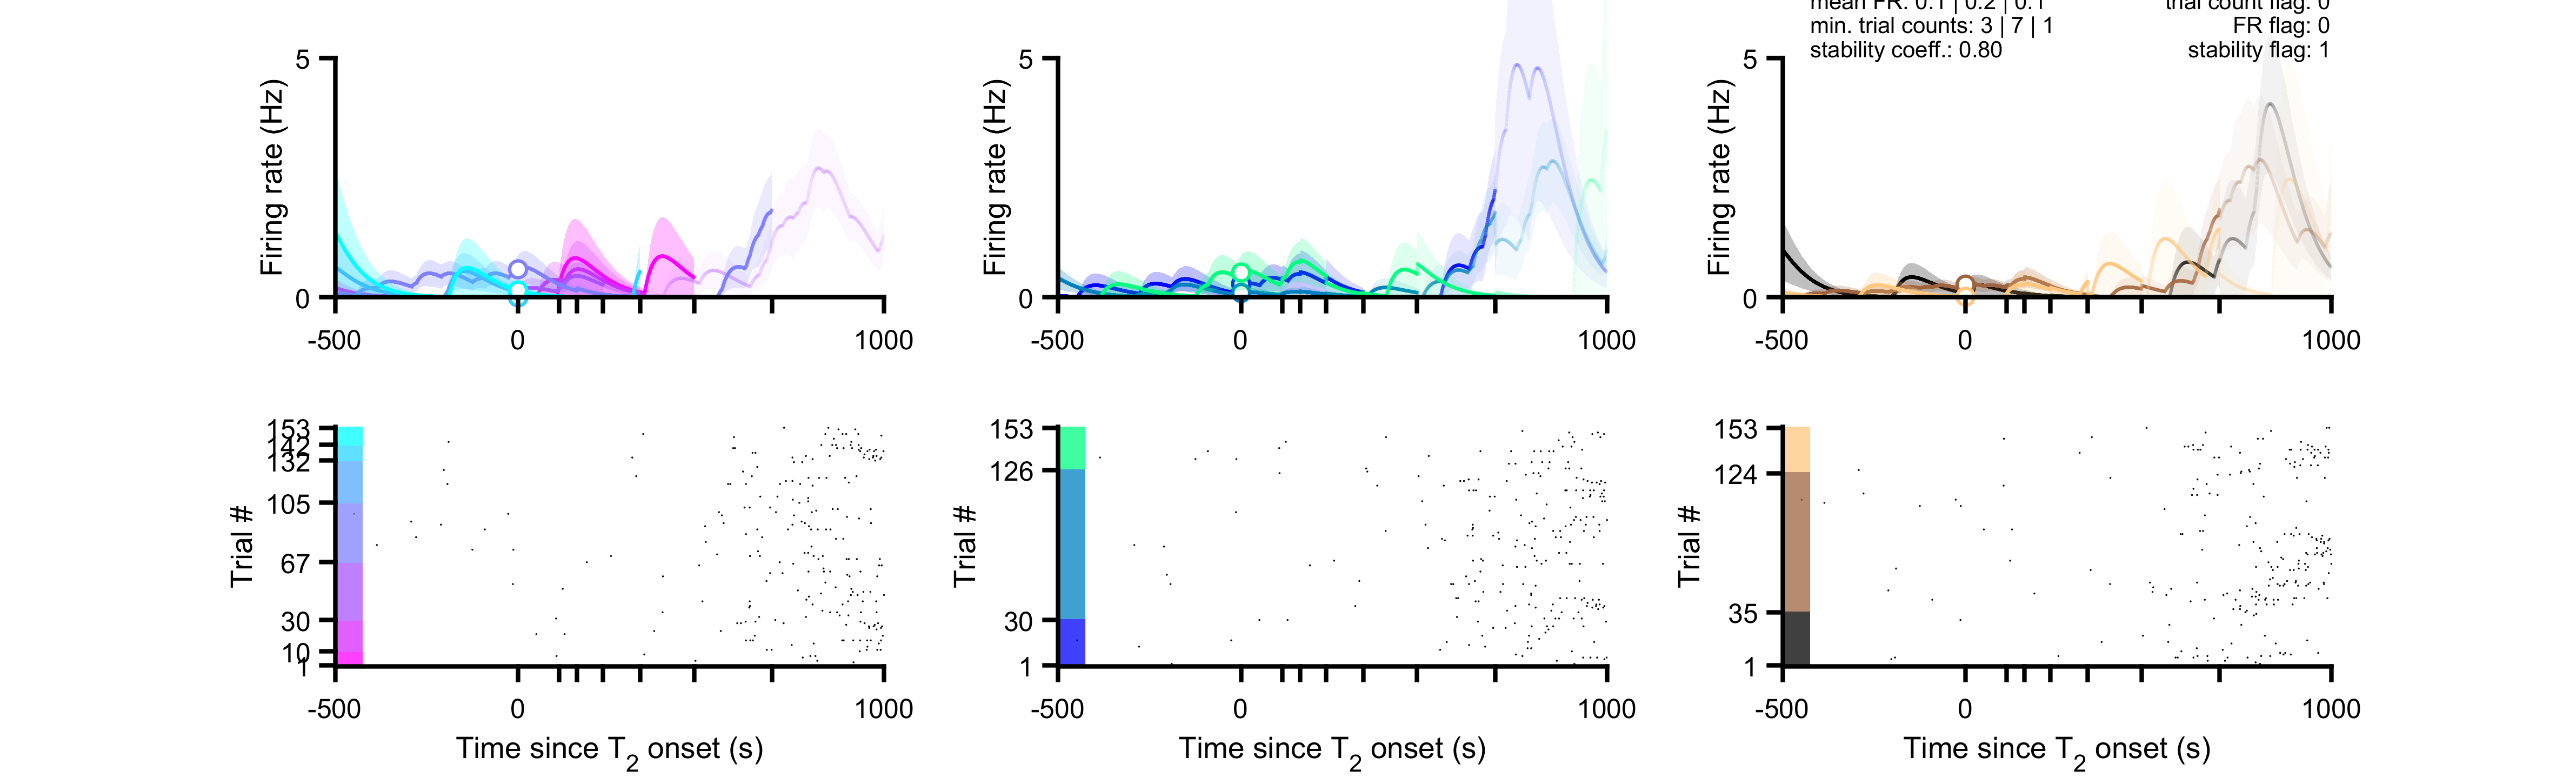 mean FR: 0.1 | 0.2 | 0.1 trial count flag: 0
min. trial counts: 3 | 7 | 1 FR flag: 0
stability coeff.: 0.80 stability flag: 1
5 5 5
Firing rate (Hz) Firing rate (Hz) Firing rate (Hz)
0 0 0
-500 0 1000 -500 0 1000 -500 0 1000
153 153 153
142
132 126 124
105
Trial # Trial # Trial #
67
30 30 35
10
1 1 1
-500 0 1000 -500 0 1000 -500 0 1000
Time since T2 onset (s) Time since T2 onset (s) Time since T2 onset (s)